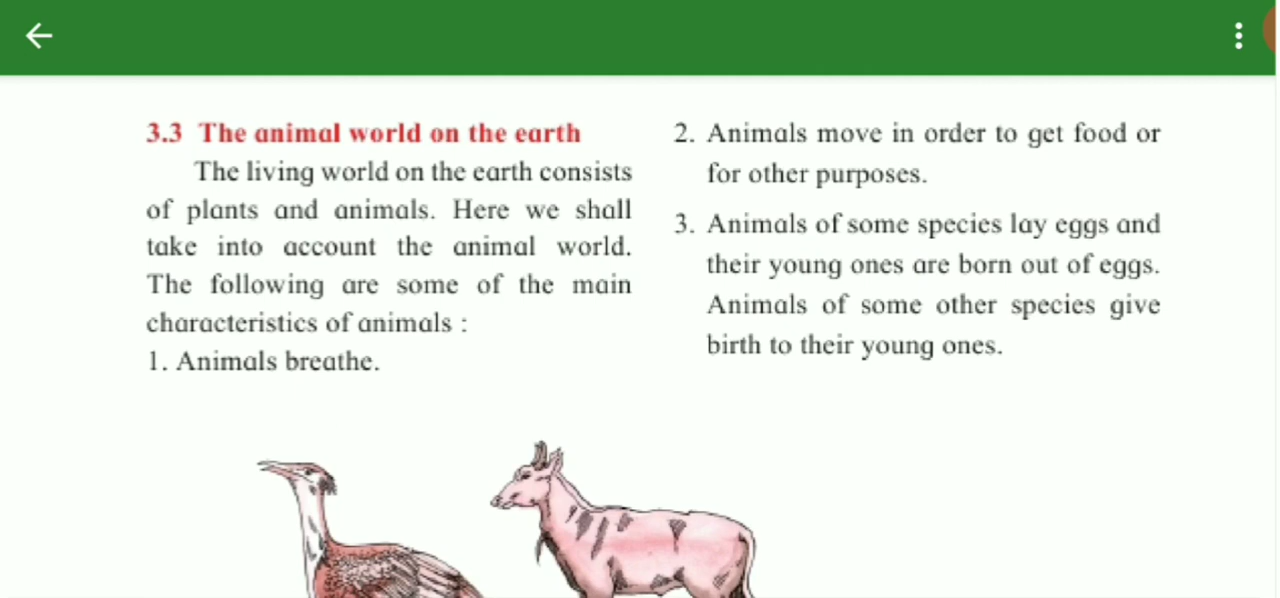 3.3 The animal world on the earth
The living world on the earth consists
of plants and animals. Here we shall
take into account the animal world.
The following are some of the main
characteristics of animals :
1. Animals breathe.
2. Animals move in order to get food or
for other purposes.
3. Animals of some species lay eggs and
their young ones are born out of eggs.
Animals of some other species give
birth to their young ones.